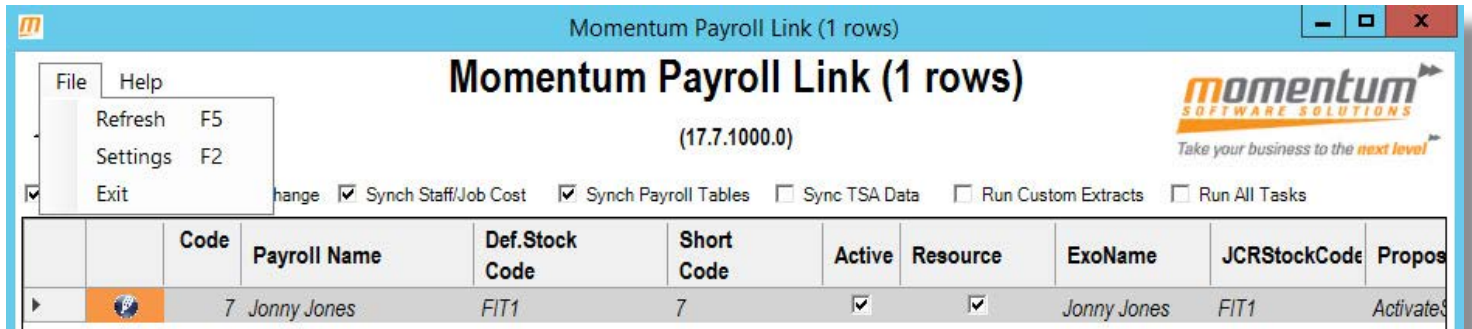 Momentum Payroll Link (1 rows)
File Help
Momentum Payroll Link (1 rows)
momentum
SOFTWARE SOLUTIONS
Take your business to the next level
(17.7.1000.0)
Refresh F5
Settings F2
Exit
hange Synch Staff/Job Cost Synch Payroll Tables Sync TSA Data Run Custom Extracts Run All Tasks
Code Payroll Name Def.Stock Code Short Code Active Resource ExoName JCRStockCode Propos
7 Jonny Jones FIT1 7 Jonny Jones FIT1 Activate